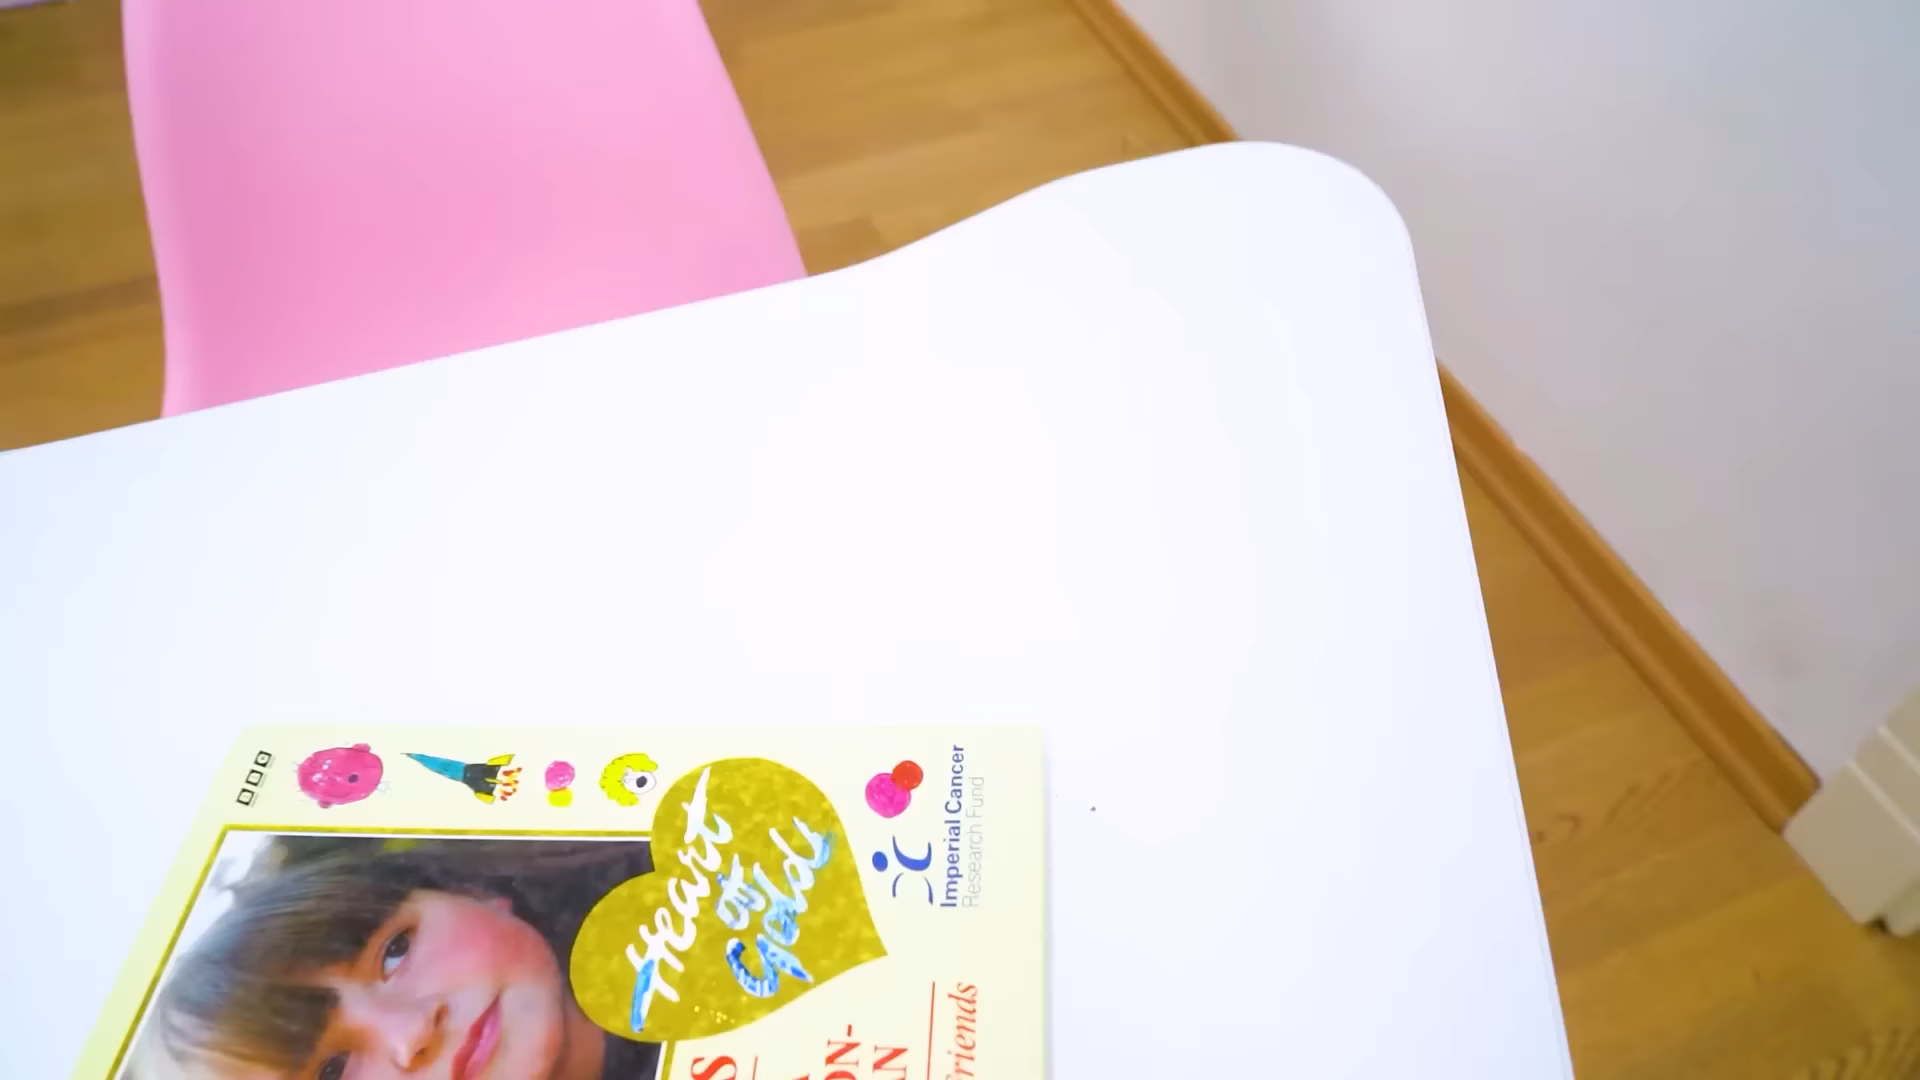 BBC
Heart
of
Gold
Imperial Cancer
Research Fund
Friends